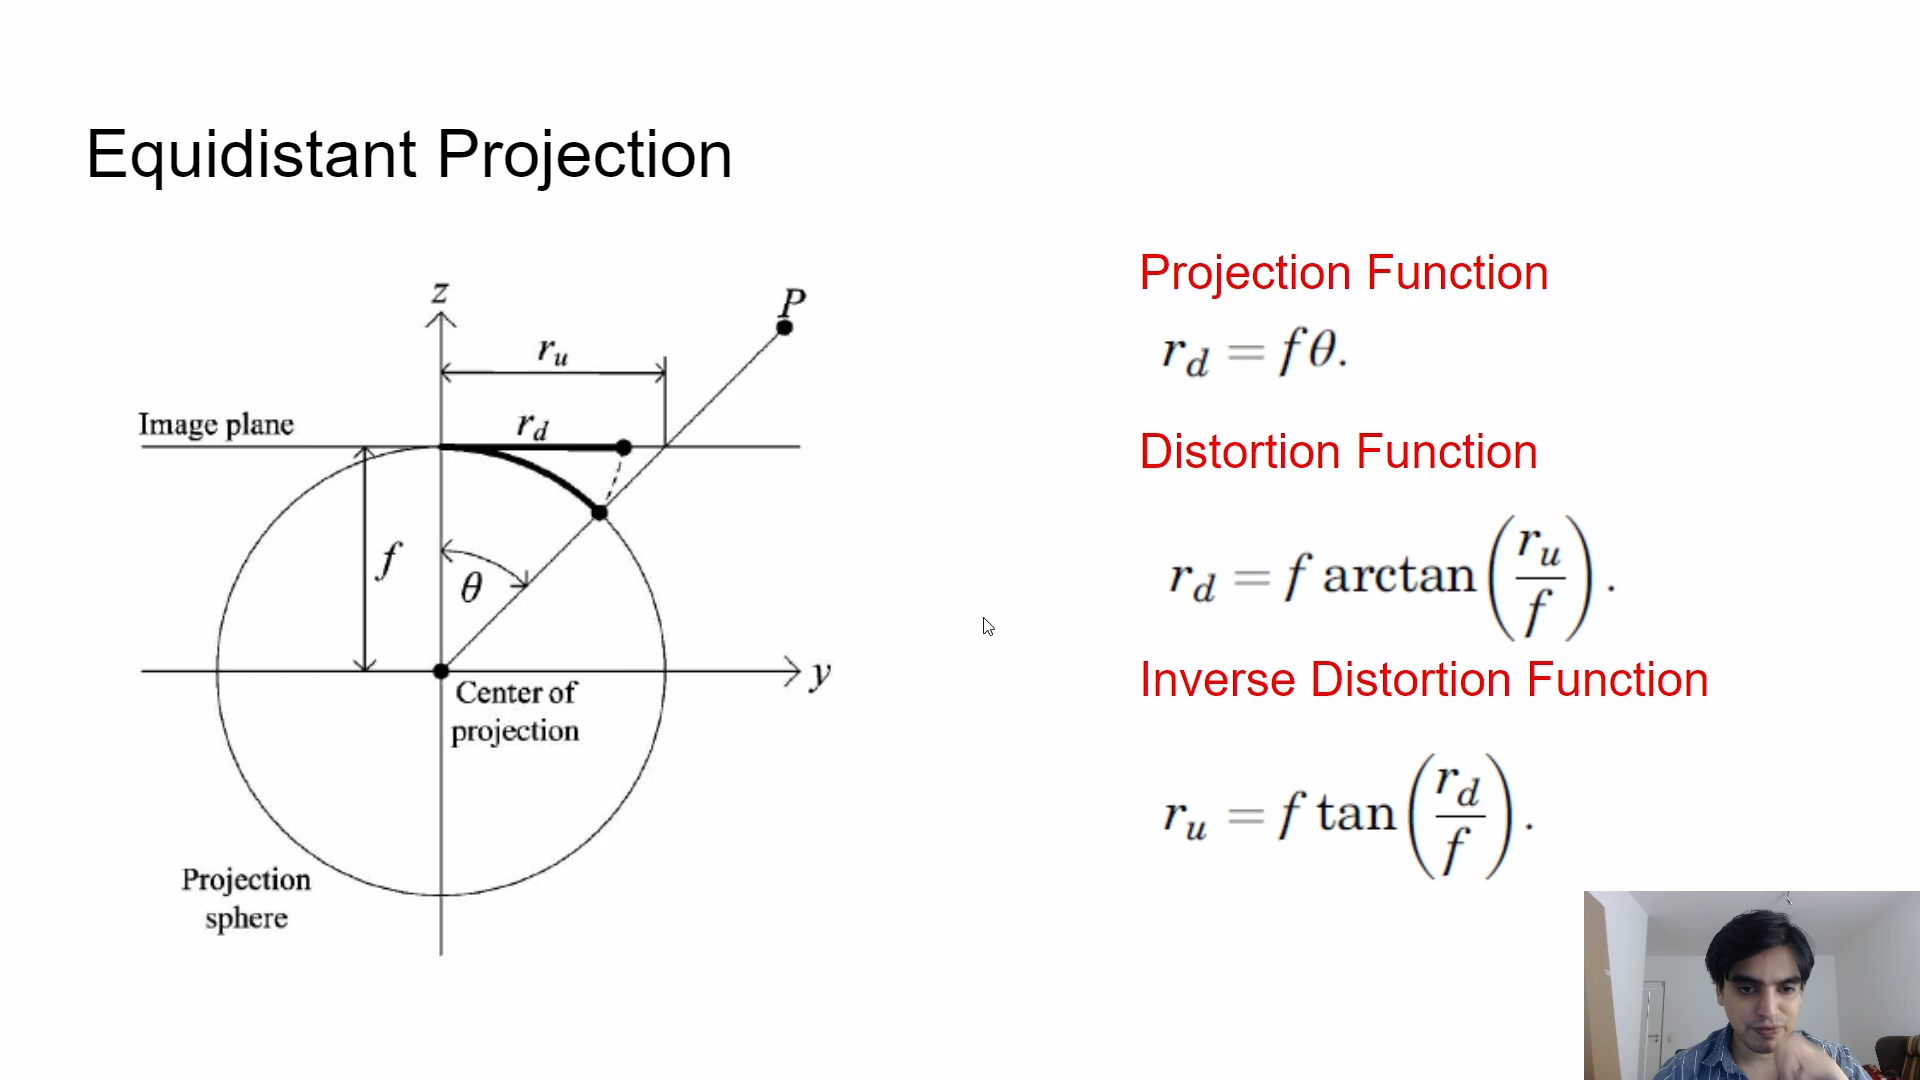 Equidistant Projection
z
P
r_u
Image plane
r_d
f
θ
y
Center of
projection
Projection
sphere
Projection Function
r_d = fθ.
Distortion Function
r_d = f arctan(r_u/f).
Inverse Distortion Function
r_u = f tan(r_d/f).